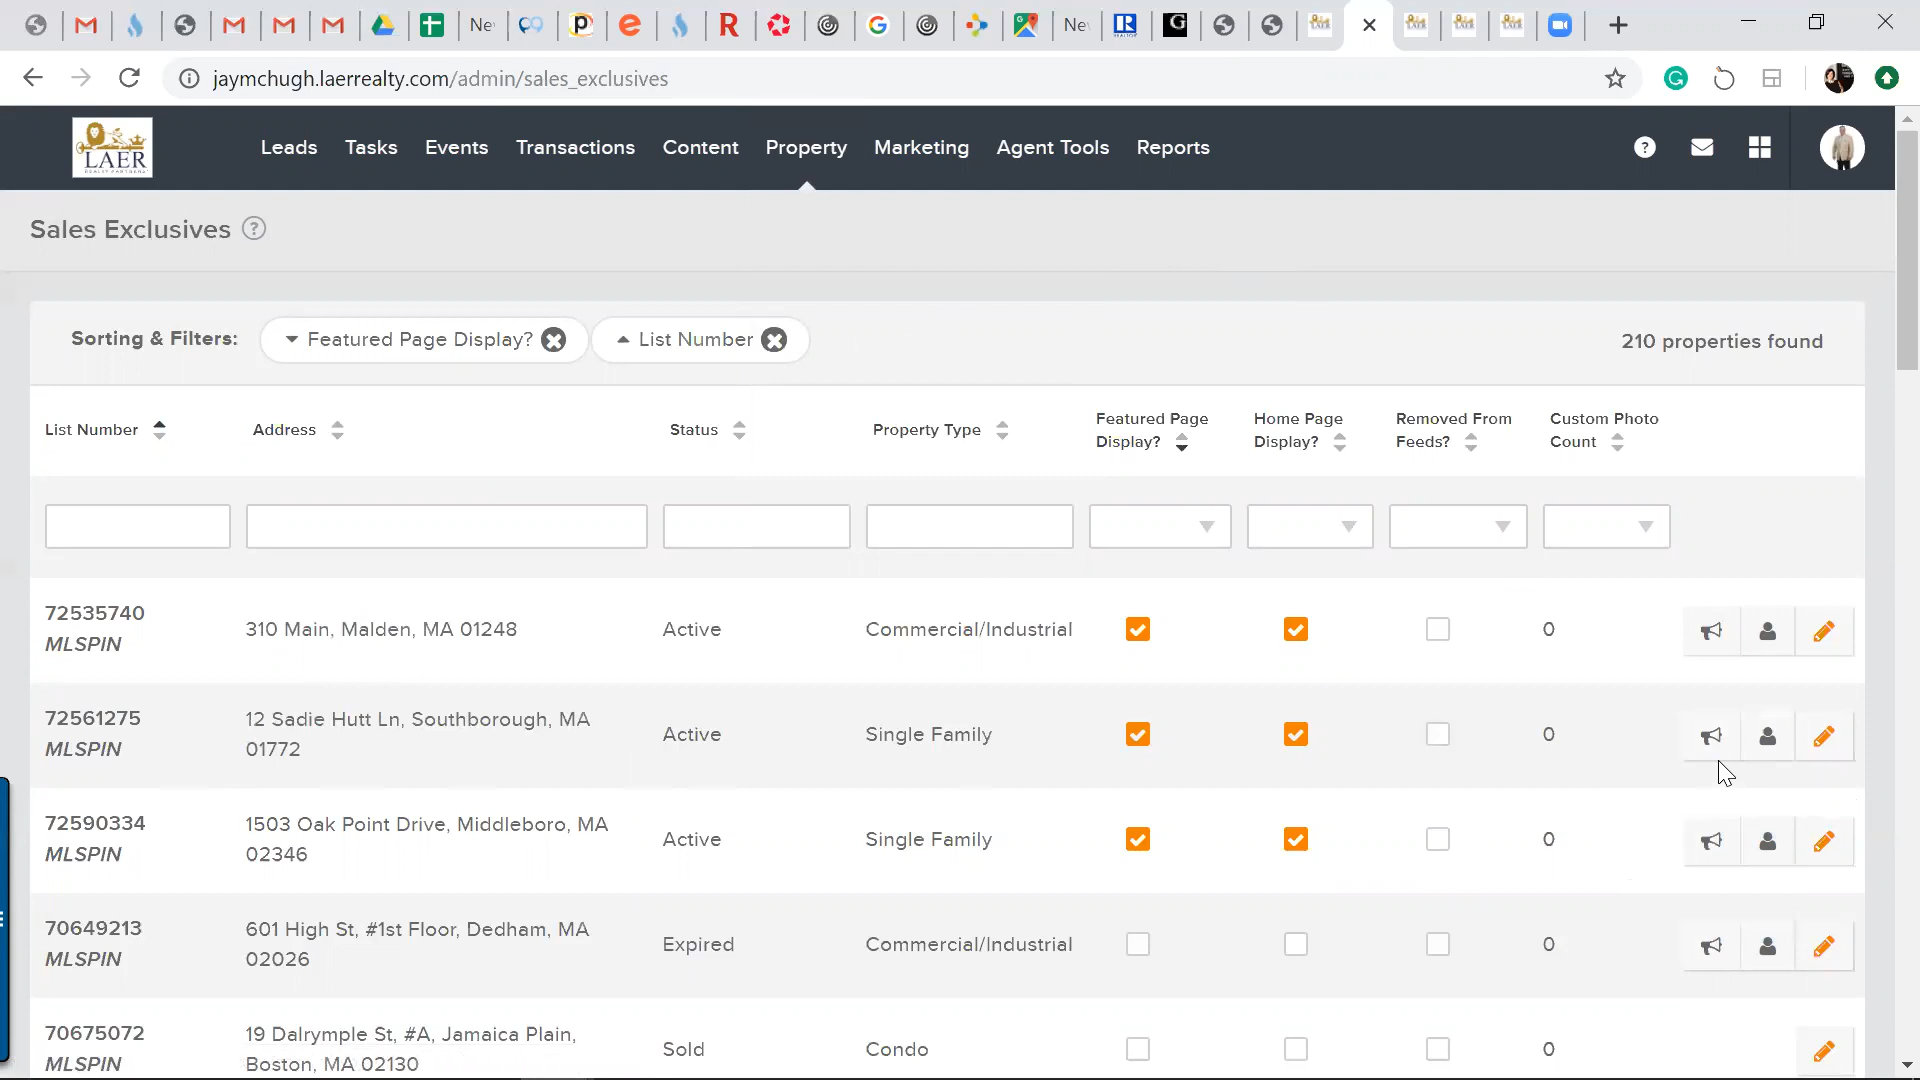 Ne
Ne
jaymchugh.laerrealty.com/admin/sales_exclusives
LAER
Leads Tasks Events Transactions Content Property Marketing Agent Tools Reports
Sales Exclusives
Sorting & Filters: Featured Page Display? List Number 210 properties found
List Number Address Status Property Type Featured Page Display? Home Page Display? Removed From Feeds? Custom Photo Count
72535740
MLSPIN
310 Main, Malden, MA 01248
Active
Commercial/Industrial
0
72561275
MLSPIN
12 Sadie Hutt Ln, Southborough, MA
01772
Active
Single Family
0
72590334
MLSPIN
1503 Oak Point Drive, Middleboro, MA
02346
Active
Single Family
0
70649213
MLSPIN
601 High St, #1st Floor, Dedham, MA
02026
Expired
Commercial/Industrial
0
70675072
MLSPIN
19 Dalrymple St, #A, Jamaica Plain,
Boston, MA 02130
Sold
Condo
0